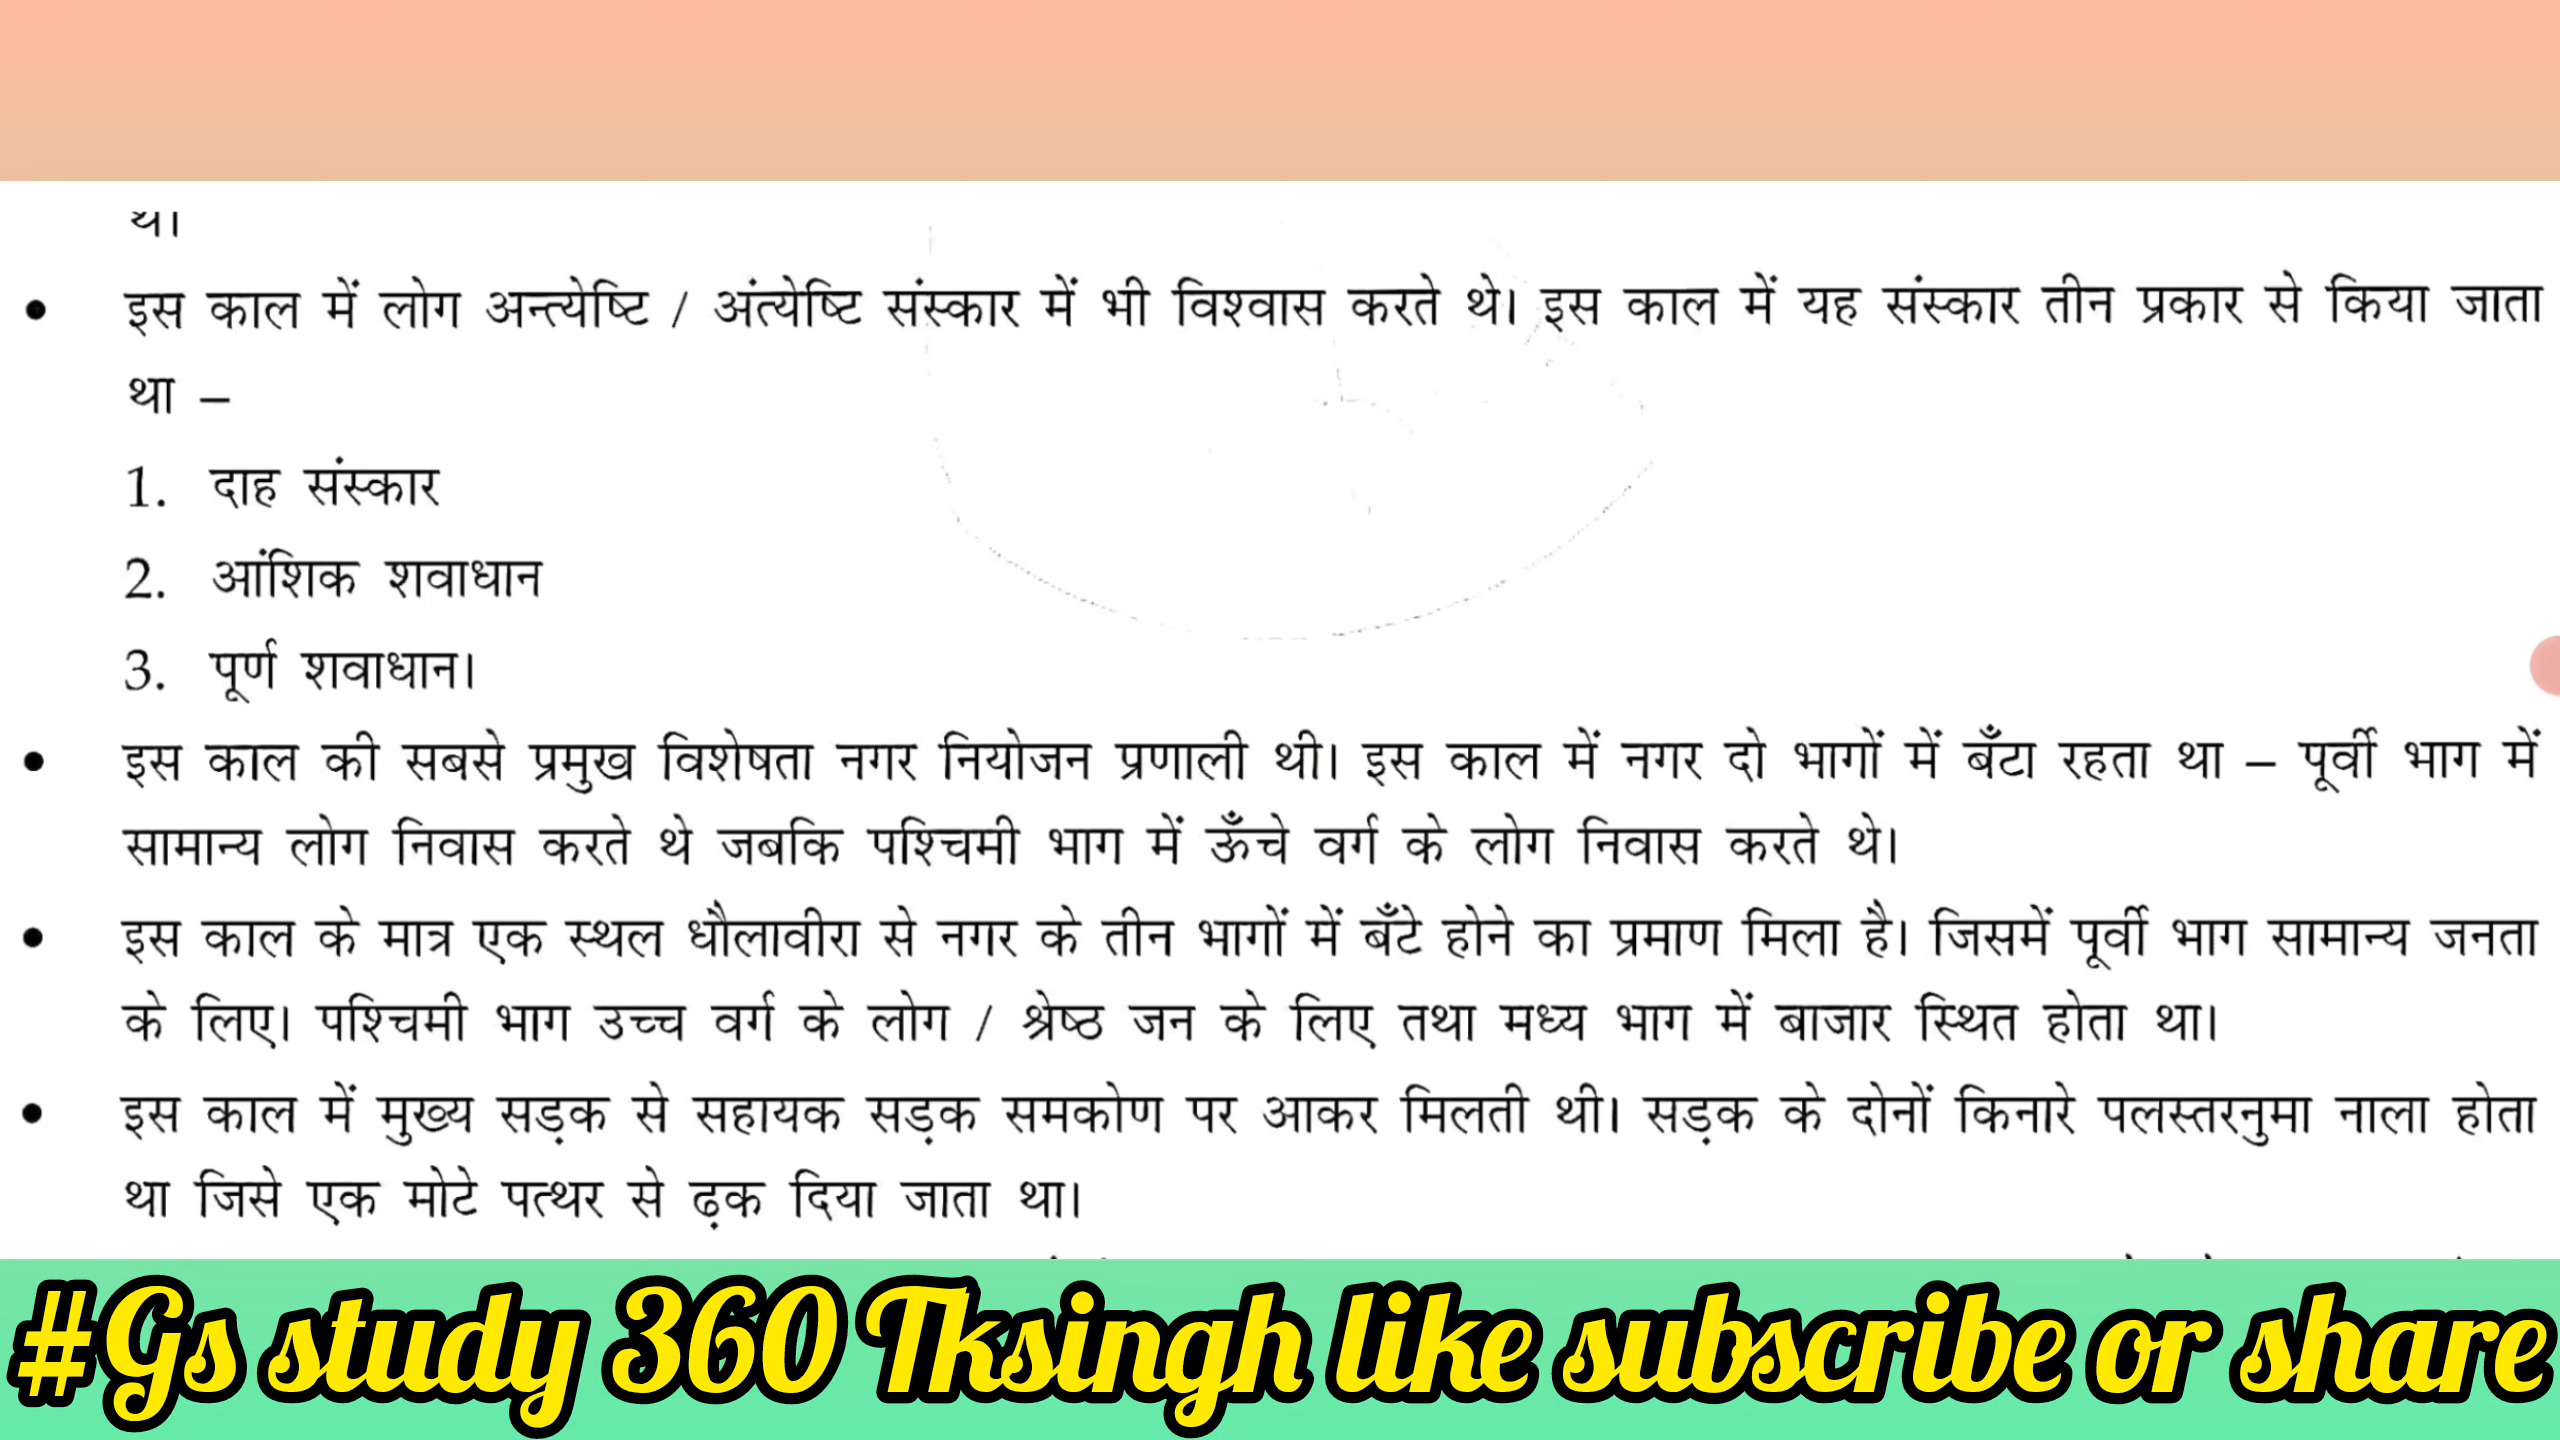 था।
• इस काल में लोग अन्त्येष्टि / अंत्येष्टि संस्कार में भी विश्वास करते थे। इस काल में यह संस्कार तीन प्रकार से किया जाता
था –
1. दाह संस्कार
2. आंशिक शवाधान
3. पूर्ण शवाधान।
• इस काल की सबसे प्रमुख विशेषता नगर नियोजन प्रणाली थी। इस काल में नगर दो भागों में बँटा रहता था – पूर्वी भाग में
सामान्य लोग निवास करते थे जबकि पश्चिमी भाग में ऊँचे वर्ग के लोग निवास करते थे।
• इस काल के मात्र एक स्थल धौलावीरा से नगर के तीन भागों में बँटे होने का प्रमाण मिला है। जिसमें पूर्वी भाग सामान्य जनता
के लिए। पश्चिमी भाग उच्च वर्ग के लोग / श्रेष्ठ जन के लिए तथा मध्य भाग में बाजार स्थित होता था।
• इस काल में मुख्य सड़क से सहायक सड़क समकोण पर आकर मिलती थी। सड़क के दोनों किनारे पलस्तरनुमा नाला होता
था जिसे एक मोटे पत्थर से ढ़क दिया जाता था।
#Gs study 360 Tksingh like subscribe or share